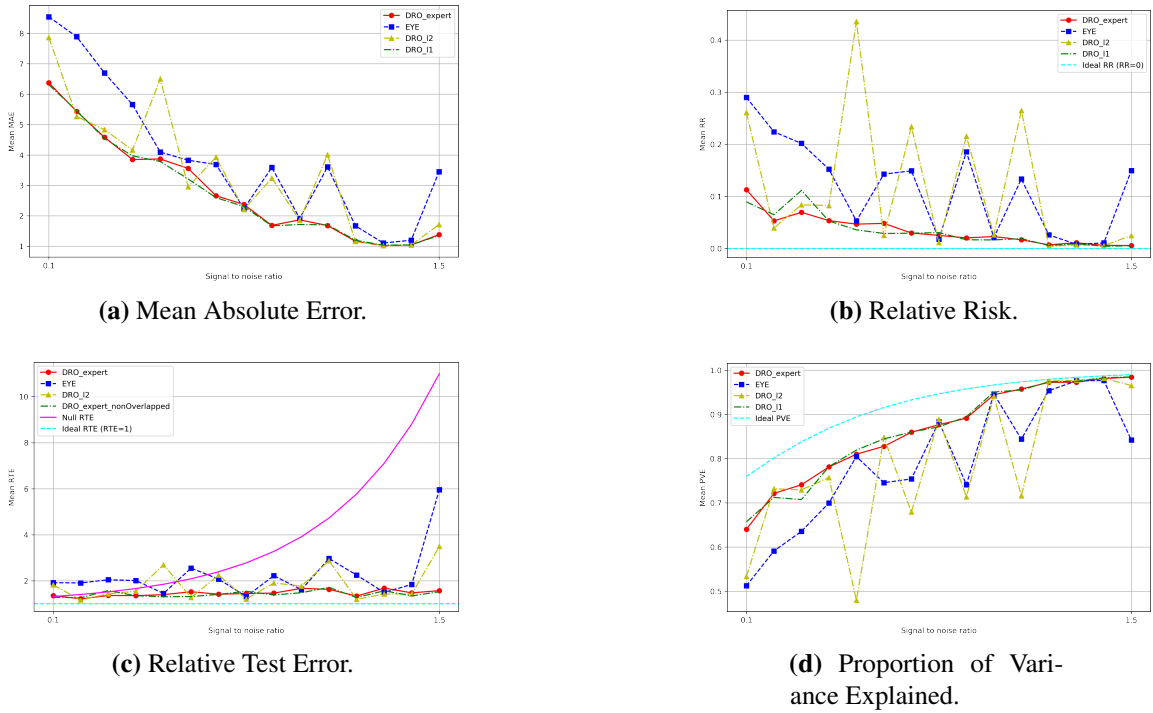 DRO_expert
EYE
DRO_l2
DRO_l1
8
7
6
5
4
3
2
1
Mean MAE
0.1
1.5
Signal to noise ratio
(a) Mean Absolute Error.
DRO_expert
EYE
DRO_l2
DRO_l1
Ideal RR (RR=0)
0.4
0.3
0.2
0.1
0.0
Mean RR
0.1
1.5
Signal to noise ratio
(b) Relative Risk.
DRO_expert
EYE
DRO_l2
DRO_expert_nonOverlapped
Null RTE
Ideal RTE (RTE=1)
10
8
6
4
2
Mean RTE
0.1
1.5
Signal to noise ratio
(c) Relative Test Error.
DRO_expert
EYE
DRO_l2
DRO_l1
Ideal PVE
1.0
0.9
0.8
0.7
0.6
0.5
Mean PVE
0.1
1.5
Signal to noise ratio
(d) Proportion of Vari-
ance Explained.